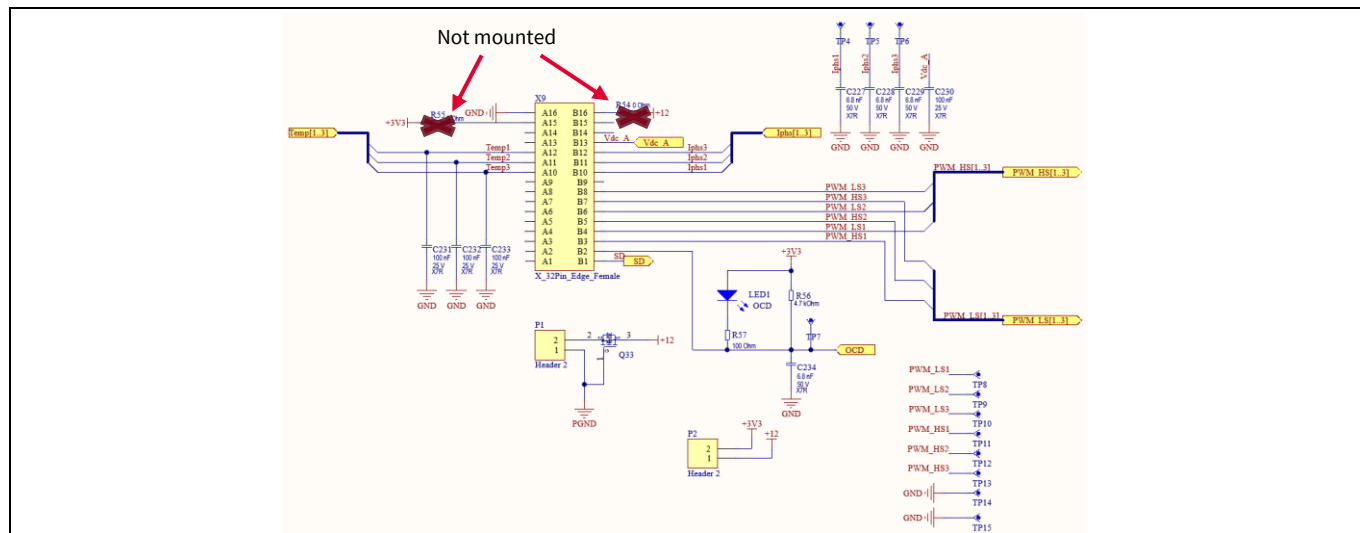 Not mounted
TP4
TP5
TP6
Iphs1
Iphs2
Iphs3
Vdc_A
C227
6.8 nF
50 V
X7R
C228
6.8 nF
50 V
X7R
C229
6.8 nF
50 V
X7R
C230
100 nF
25 V
X7R
GND
GND
GND
GND
X9
GND
R55
+3V3
R54 0 Ohm
+12
A16
A15
A14
A13
A12
A11
A10
A9
A8
A7
A6
A5
A4
A3
A2
A1
B16
B15
B14
B13
B12
B11
B10
B9
B8
B7
B6
B5
B4
B3
B2
B1
X_32Pin_Edge_Female
Temp[1..3]
Temp1
Temp2
Temp3
C231
100 nF
25 V
X7R
C232
100 nF
25 V
X7R
C233
100 nF
25 V
X7R
GND
GND
GND
Vdc_A
Vdc_A
Iphs3
Iphs2
Iphs1
Iphs[1..3]
PWM_LS3
PWM_HS3
PWM_LS2
PWM_HS2
PWM_LS1
PWM_HS1
PWM_HS[1..3]
PWM_HS[1..3]
PWM_LS[1..3]
PWM_LS[1..3]
SD
SD
+3V3
LED1
OCD
R56
4.7 kOhm
R57
100 Ohm
TP7
OCD
C234
6.8 nF
50 V
X7R
GND
P1
2
1
Header 2
2
3
1
Q33
+12
PGND
P2
2
1
Header 2
+3V3
+12
PWM_LS1
TP8
PWM_LS2
TP9
PWM_LS3
TP10
PWM_HS1
TP11
PWM_HS2
TP12
PWM_HS3
TP13
GND
TP14
GND
TP15